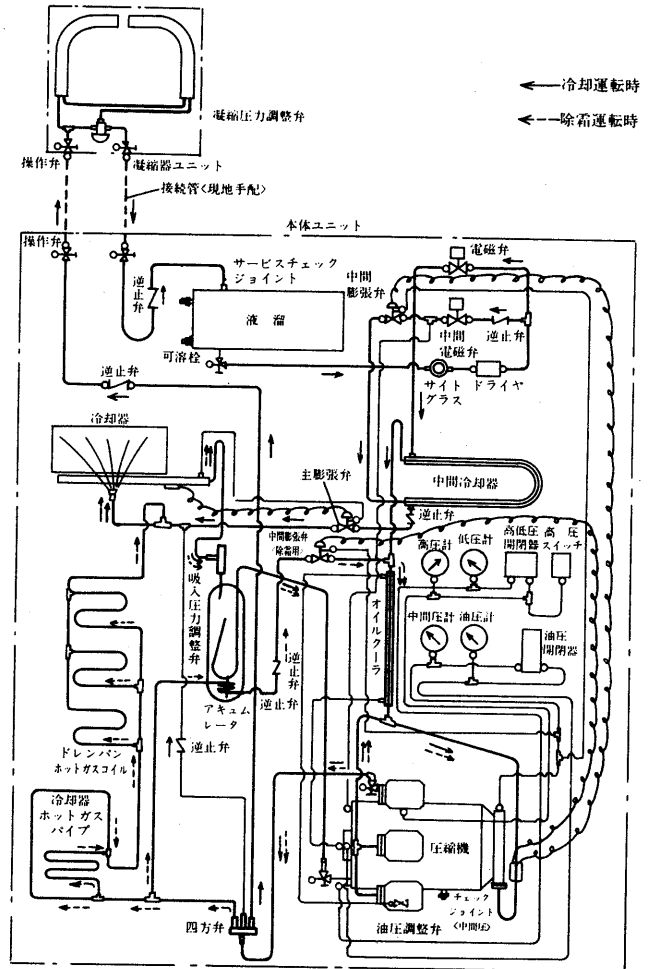 冷却運転時
除霜運転時
凝縮圧力調整弁
操作弁
凝縮器ユニット
接続管〈現地手配〉
本体ユニット
操作弁
逆止弁
サービスチェック
ジョイント
液溜
可溶栓
電磁弁
中間
膨張弁
中間
電磁弁
逆止弁
サイト
グラス
ドライヤ
逆止弁
冷却器
主膨張弁
中間冷却器
逆止弁
中間膨張弁
(除霜用)
高圧計
低圧計
高低圧
開閉器
高圧
スイッチ
吸入圧力調整弁
オイルクーラ
中間圧計
油圧計
油圧
開閉器
逆止弁
アキュム
レータ
逆止弁
逆止弁
ドレンパン
ホットガスコイル
冷却器
ホットガス
パイプ
圧縮機
四方弁
油圧調整弁
チェック
ジョイント
〈中間圧〉